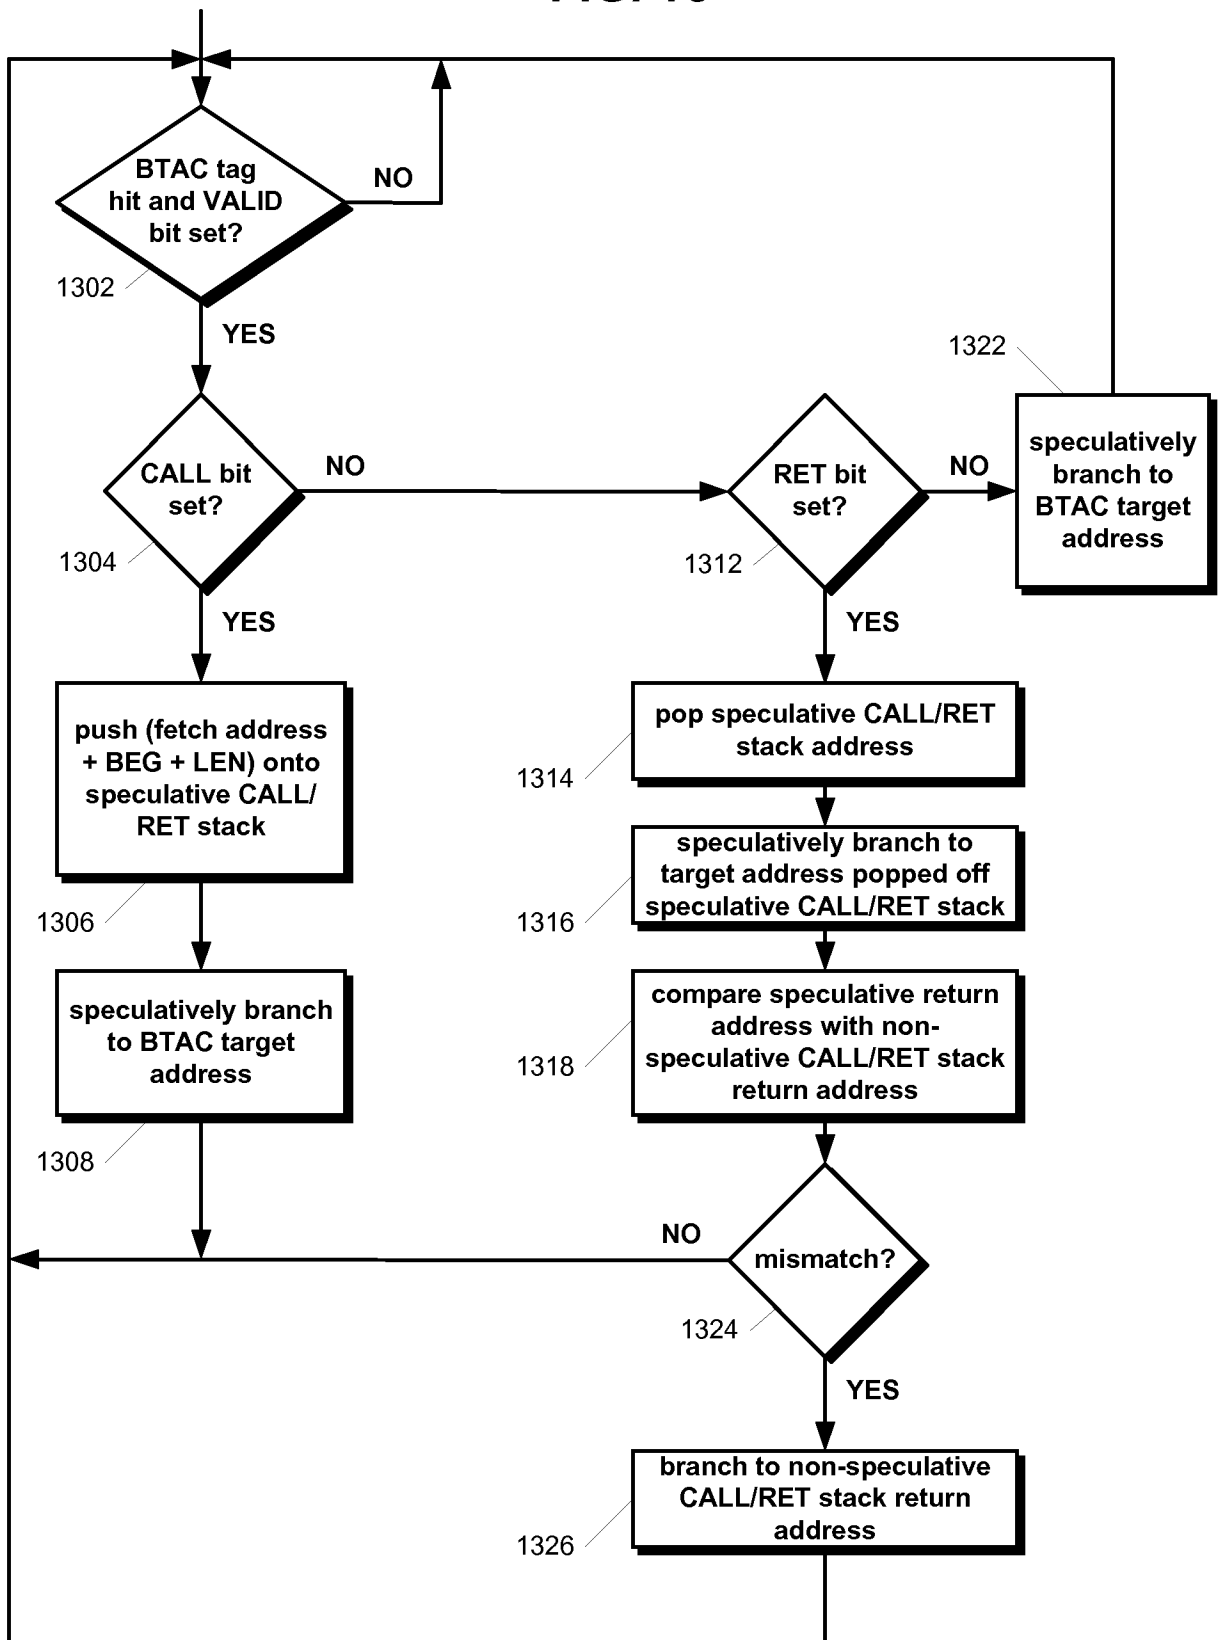 BTAC tag
hit and VALID
bit set?
NO
1302
YES
1322
CALL bit
set?
NO
1304
RET bit
set?
NO
1312
speculatively
branch to
BTAC target
address
YES
YES
push (fetch address
+ BEG + LEN) onto
speculative CALL/
RET stack
1306
pop speculative CALL/RET
stack address
1314
speculatively branch to
target address popped off
speculative CALL/RET stack
1316
speculatively branch
to BTAC target
address
1308
compare speculative return
address with non-
speculative CALL/RET stack
return address
1318
NO
mismatch?
1324
YES
branch to non-speculative
CALL/RET stack return
address
1326